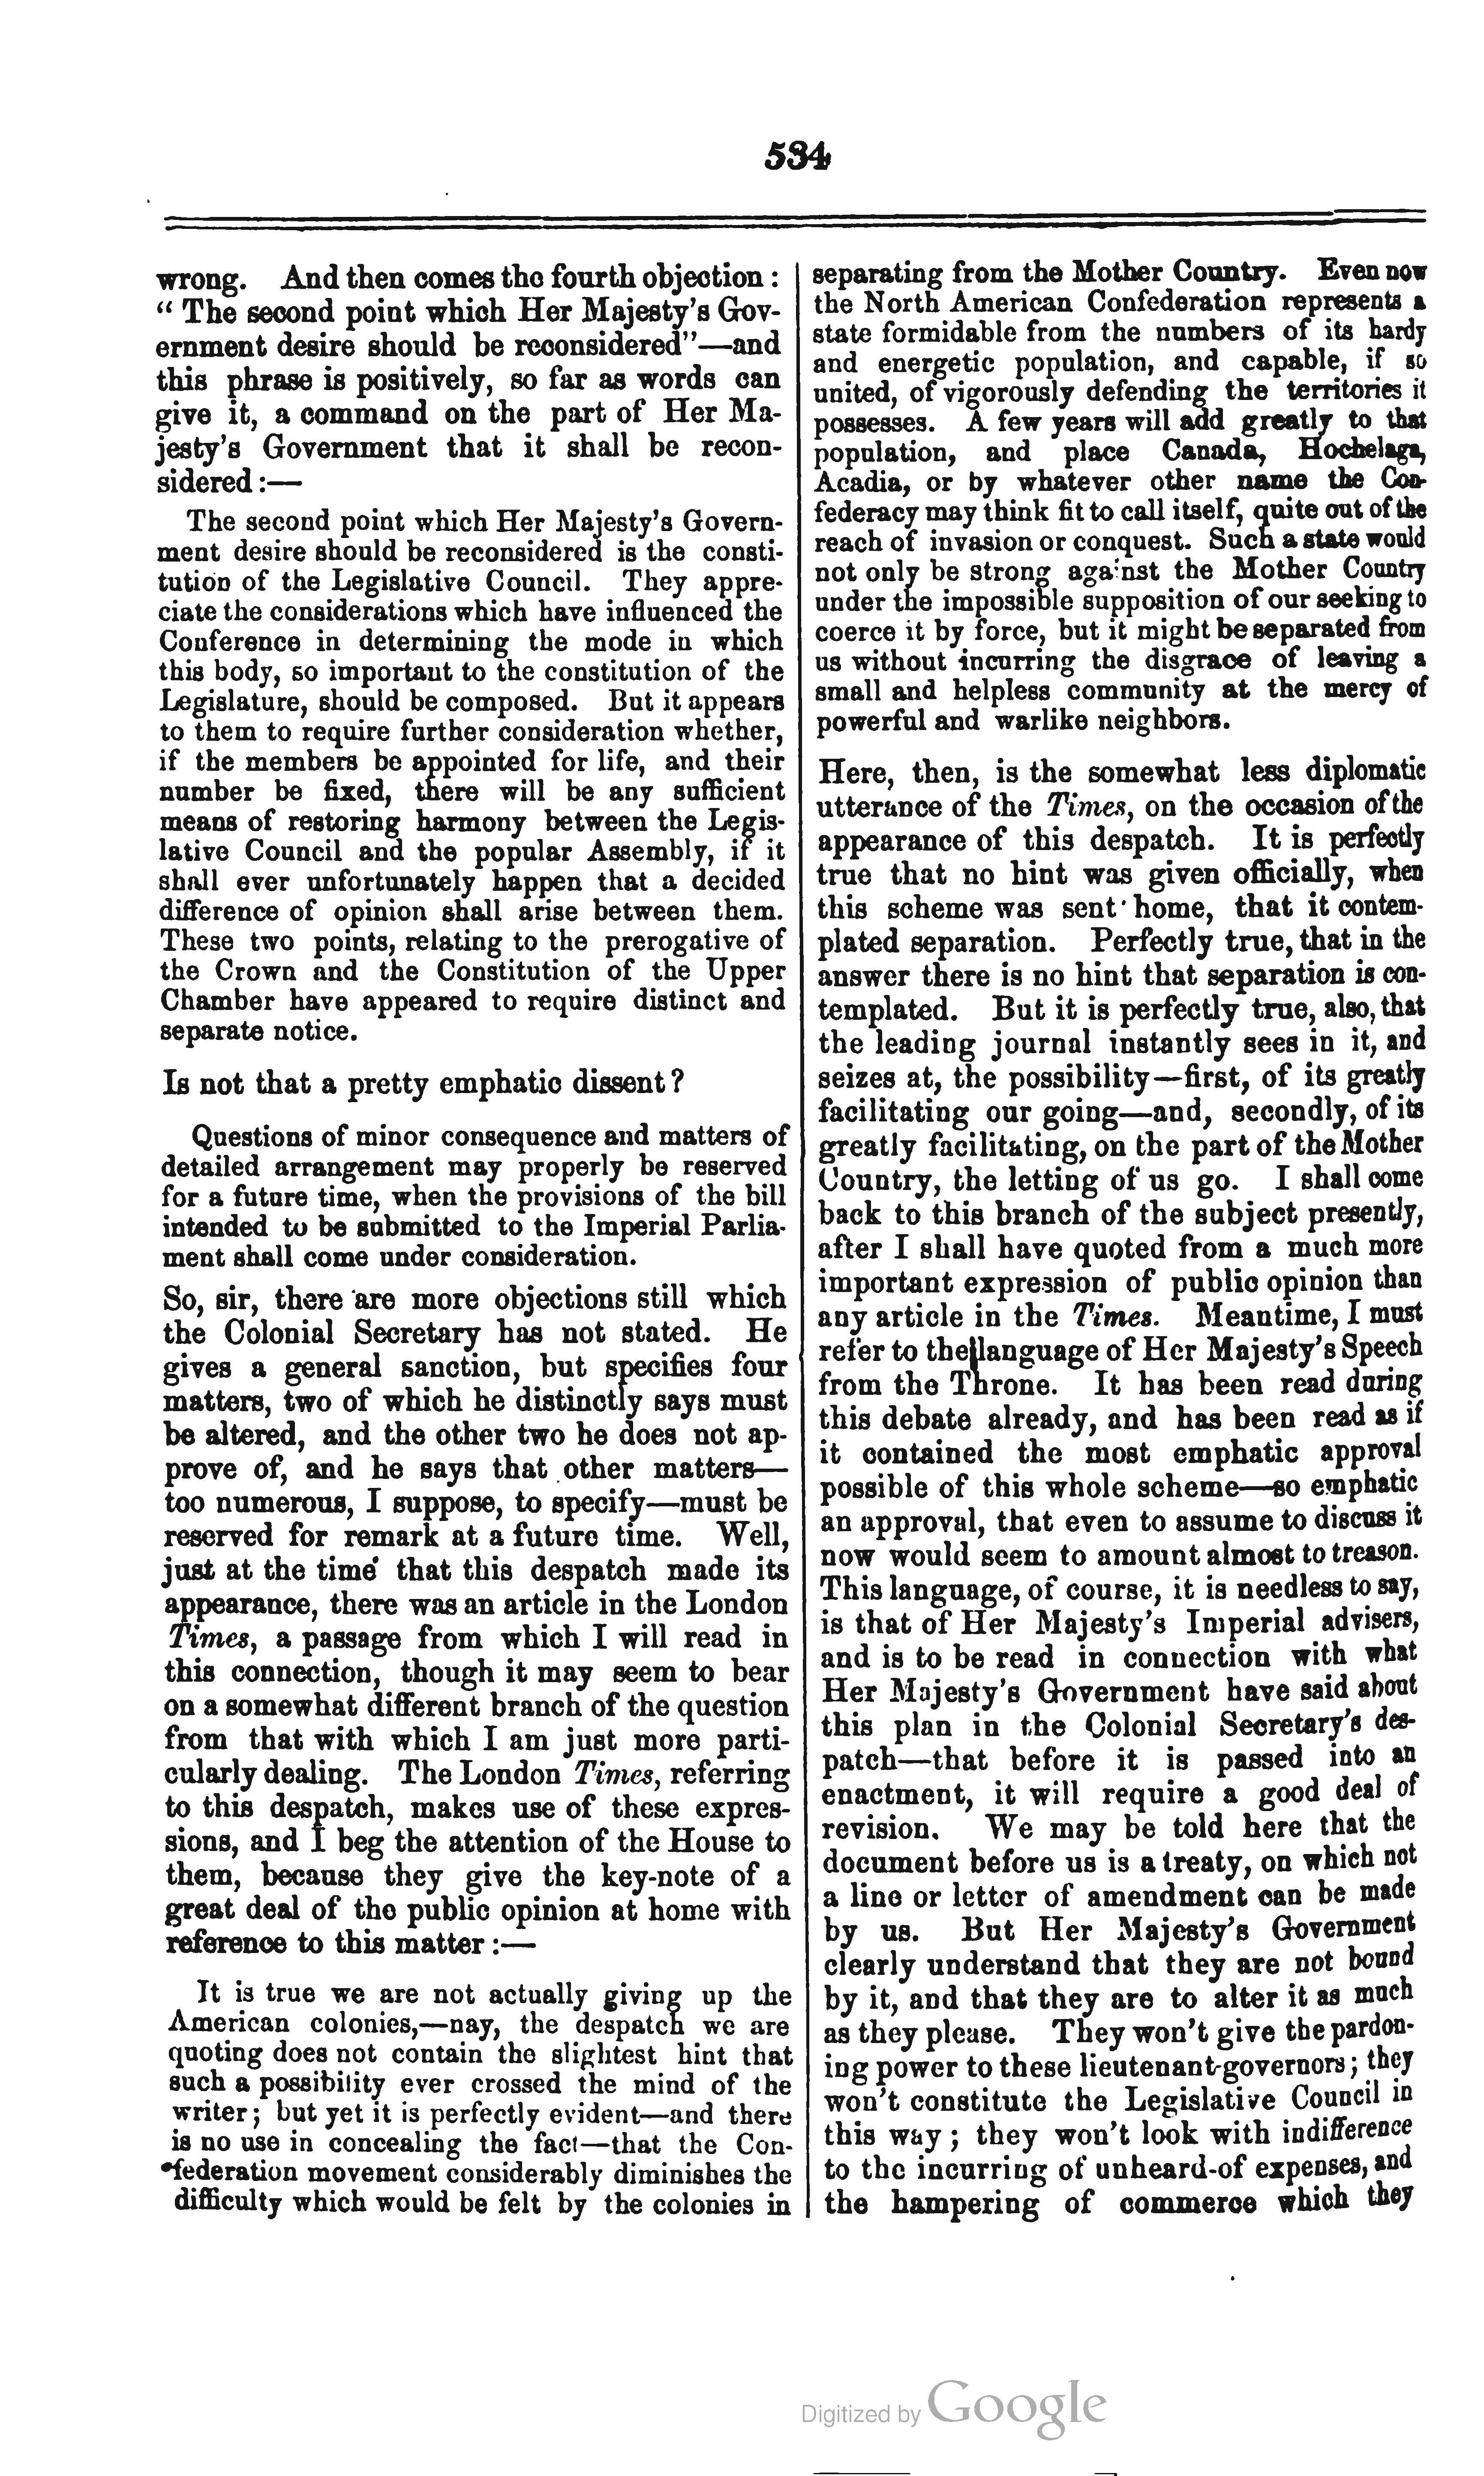 534
wrong. And then comes the fourth objection :
" The second point which Her Majesty's Gov-
ernment desire should be reconsidered"—and
this phrase is positively, so far as words can
give it, a command on the part of Her Ma-
jesty's Government that it shall be recon-
sidered :—
The second point which Her Majesty's Govern-
ment desire should be reconsidered is the consti-
tution of the Legislative Council. They appre-
ciate the considerations which have influenced the
Conference in determining the mode in which
this body, so important to the constitution of the
Legislature, should be composed. But it appears
to them to require further consideration whether,
if the members be appointed for life, and their
number be fixed, there will be any sufficient
means of restoring harmony between the Legis-
lative Council and the popular Assembly, if it
shall ever unfortunately happen that a decided
difference of opinion shall arise between them.
These two points, relating to the prerogative of
the Crown and the Constitution of the Upper
Chamber have appeared to require distinct and
separate notice.
Is not that a pretty emphatic dissent ?
Questions of minor consequence and matters of
detailed arrangement may properly be reserved
for a future time, when the provisions of the bill
intended to be submitted to the Imperial Parlia-
ment shall come under consideration.
So, sir, there are more objections still which
the Colonial Secretary has not stated. He
gives a general sanction, but specifies four
matters, two of which he distinctly says must
be altered, and the other two he does not ap-
prove of, and he says that other matters—
too numerous, I suppose, to specify—must be
reserved for remark at a future time. Well,
just at the time that this despatch made its
appearance, there was an article in the London
Times, a passage from which I will read in
this connection, though it may seem to bear
on a somewhat different branch of the question
from that with which I am just more parti-
cularly dealing. The London Times, referring
to this despatch, makes use of these expres-
sions, and I beg the attention of the House to
them, because they give the key-note of a
great deal of the public opinion at home with
reference to this matter :—
It is true we are not actually giving up the
American colonies,—nay, the despatch we are
quoting does not contain the slightest hint that
such a possibility ever crossed the mind of the
writer ; but yet it is perfectly evident—and there
is no use in concealing the fact—that the Con-
federation movement considerably diminishes the
difficulty which would be felt by the colonies in
separating from the Mother Country. Even now
the North American Confederation represents a
state formidable from the numbers of its hardy
and energetic population, and capable, if so
united, of vigorously defending the territories it
possesses. A few years will add greatly to that
population, and place Canada, Hochelaga,
Acadia, or by whatever other name the Con-
federacy may think fit to call itself, quite out of the
reach of invasion or conquest. Such a state would
not only be strong against the Mother Country
under the impossible supposition of our seeking to
coerce it by force, but it might be separated from
us without incurring the disgrace of leaving a
small and helpless community at the mercy of
powerful and warlike neighbors.
Here, then, is the somewhat less diplomatic
utterance of the Times, on the occasion of the
appearance of this despatch. It is perfectly
true that no hint was given officially, when
this scheme was sent home, that it contem-
plated separation. Perfectly true, that in the
answer there is no hint that separation is con-
templated. But it is perfectly true, also, that
the leading journal instantly sees in it, and
seizes at, the possibility—first, of its greatly
facilitating our going—and, secondly, of its
greatly facilitating, on the part of the Mother
Country, the letting of us go. I shall come
back to this branch of the subject presently,
after I shall have quoted from a much more
important expression of public opinion than
any article in the Times. Meantime, I must
refer to the language of Her Majesty's Speech
from the Throne. It has been read during
this debate already, and has been read as if
it contained the most emphatic approval
possible of this whole scheme—so emphatic
an approval, that even to assume to discuss it
now would seem to amount almost to treason.
This language, of course, it is needless to say,
is that of Her Majesty's Imperial advisers,
and is to be read in connection with what
Her Majesty's Government have said about
this plan in the Colonial Secretary's des-
patch—that before it is passed into an
enactment, it will require a good deal of
revision. We may be told here that the
document before us is a treaty, on which not
a line or letter of amendment can be made
by us. But Her Majesty's Government
clearly understand that they are not bound
by it, and that they are to alter it as much
as they please. They won't give the pardon-
ing power to these lieutenant-governors ; they
won't constitute the Legislative Council in
this way ; they won't look with indifference
to the incurring of unheard-of expenses, and
the hampering of commerce which they
Digitized by Google